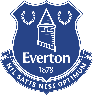 Everton
1878
NIL SATIS NISI OPTIMUM